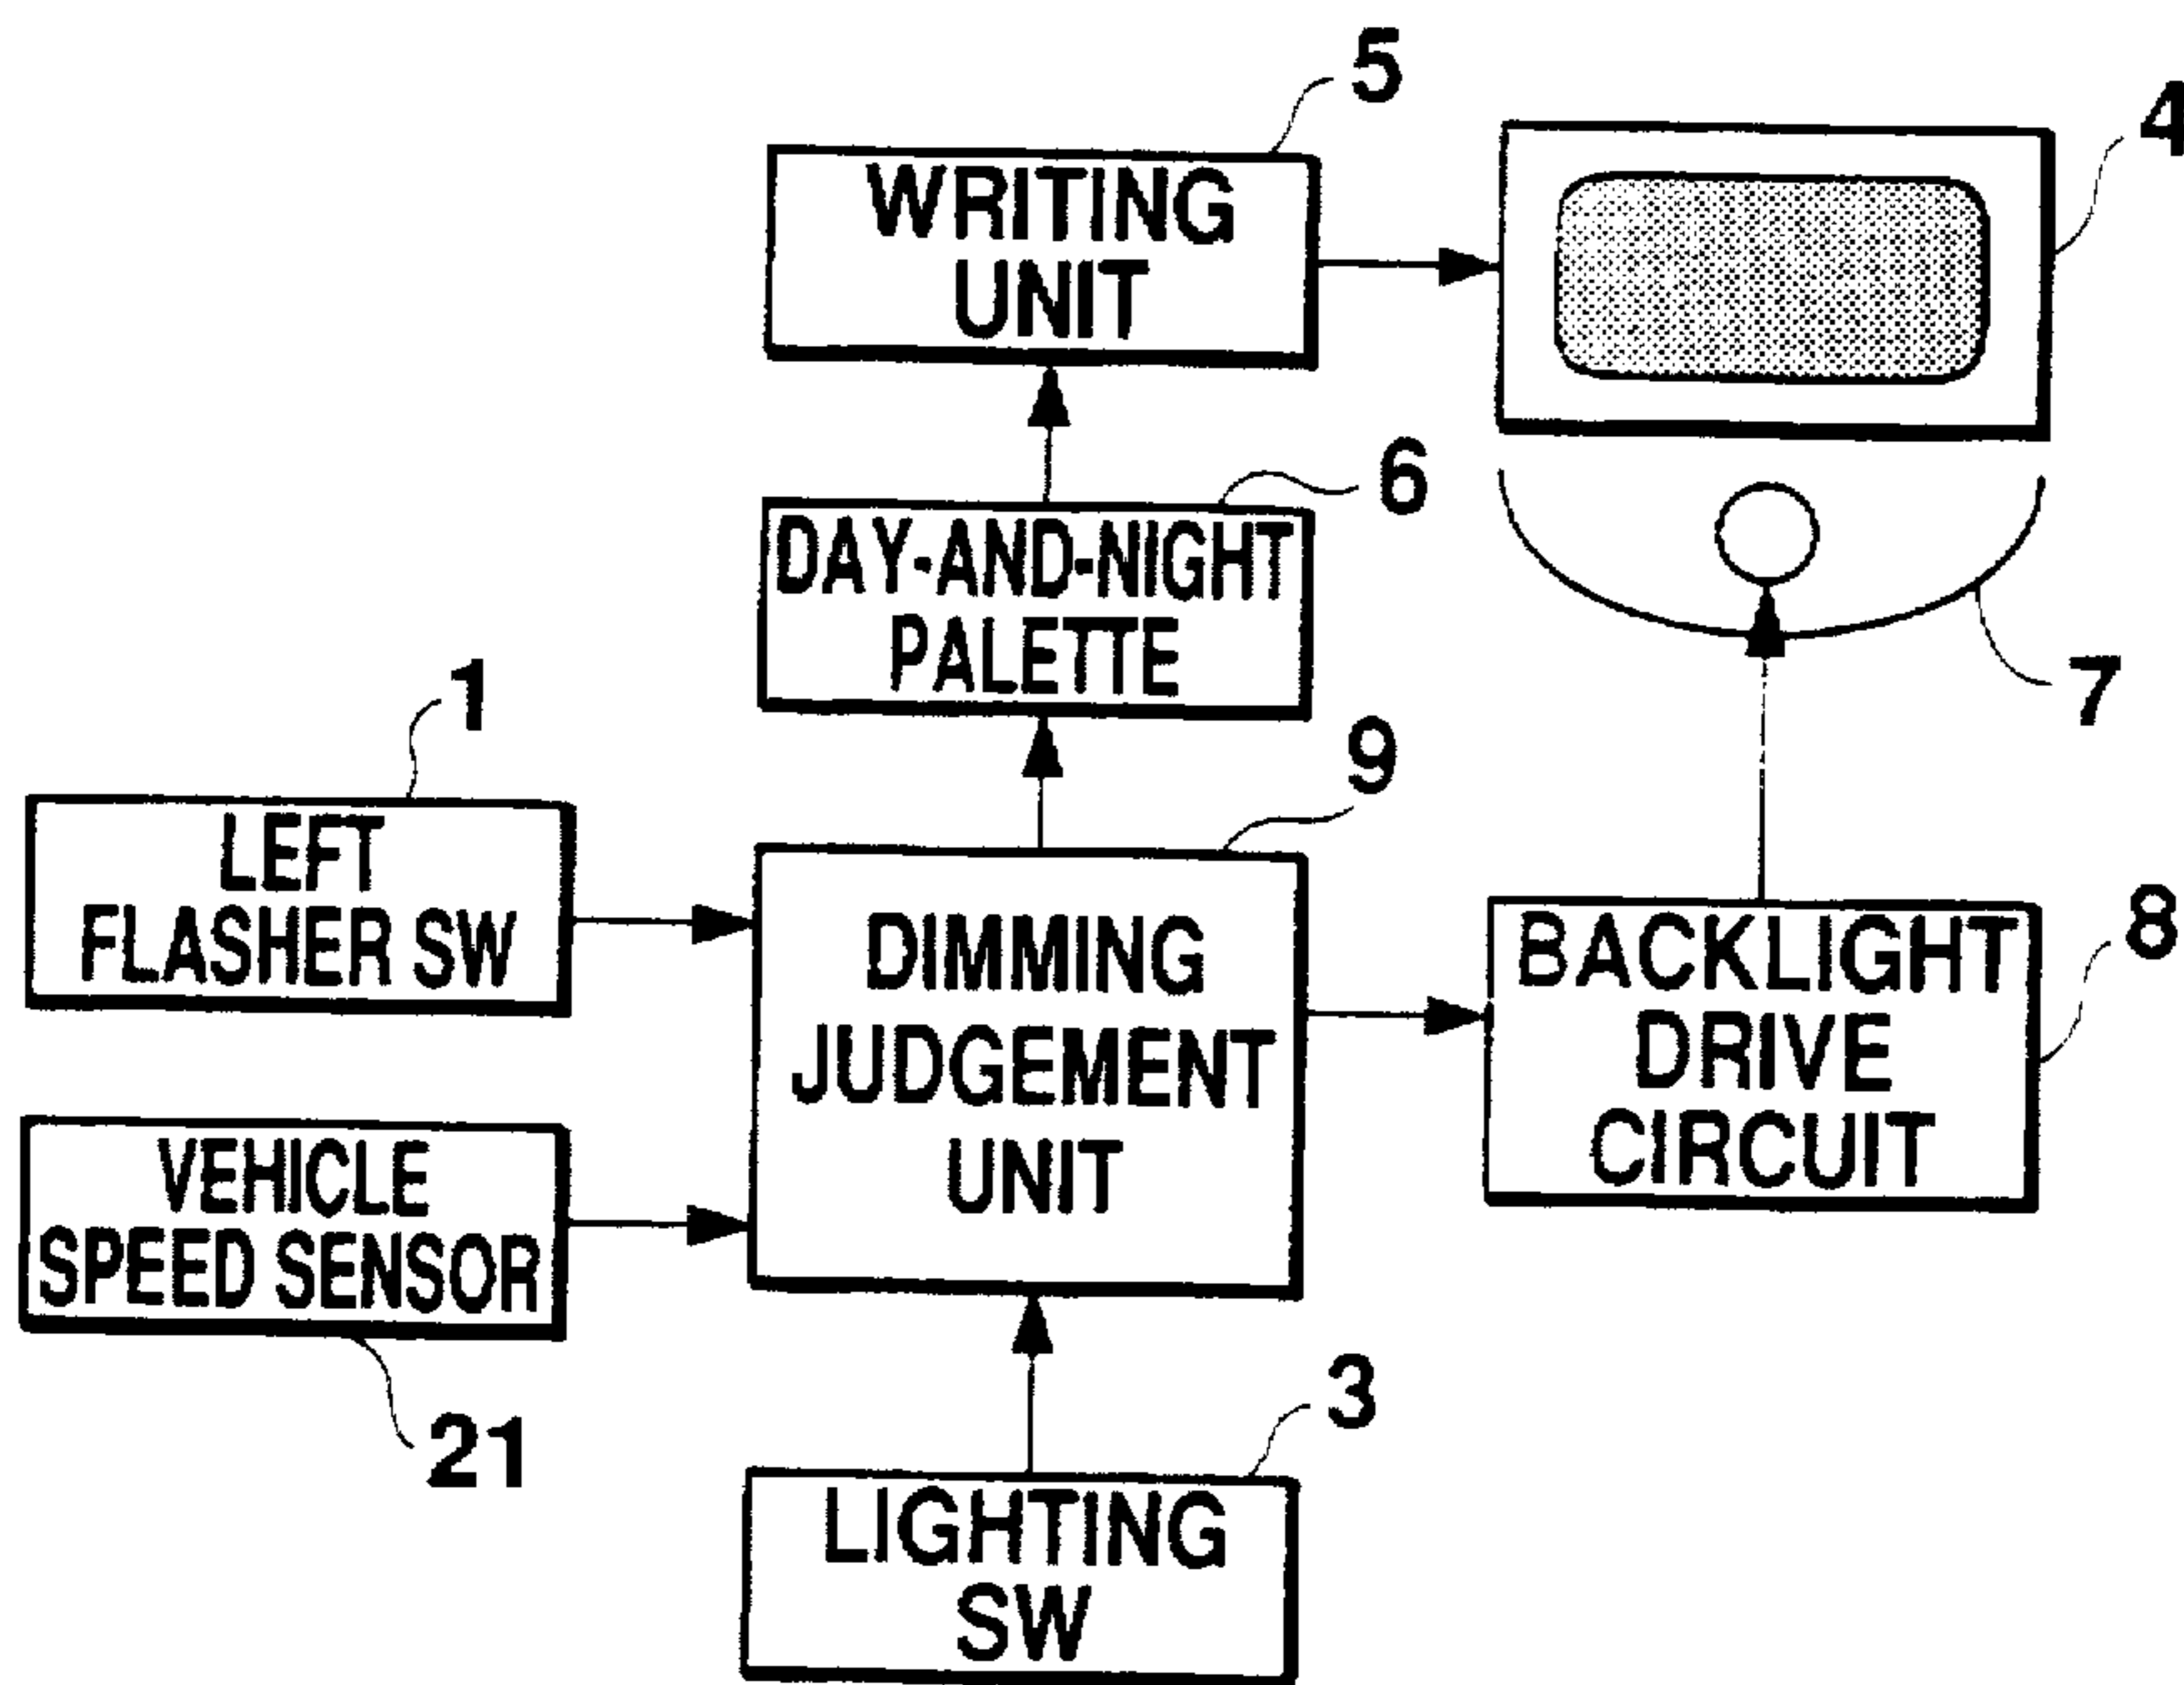 5
4
WRITING
UNIT
6
DAY-AND-NIGHT
PALETTE
7
1
9
LEFT
FLASHER SW
DIMMING
JUDGEMENT
UNIT
8
BACKLIGHT
DRIVE
CIRCUIT
VEHICLE
SPEED SENSOR
21
3
LIGHTING
SW